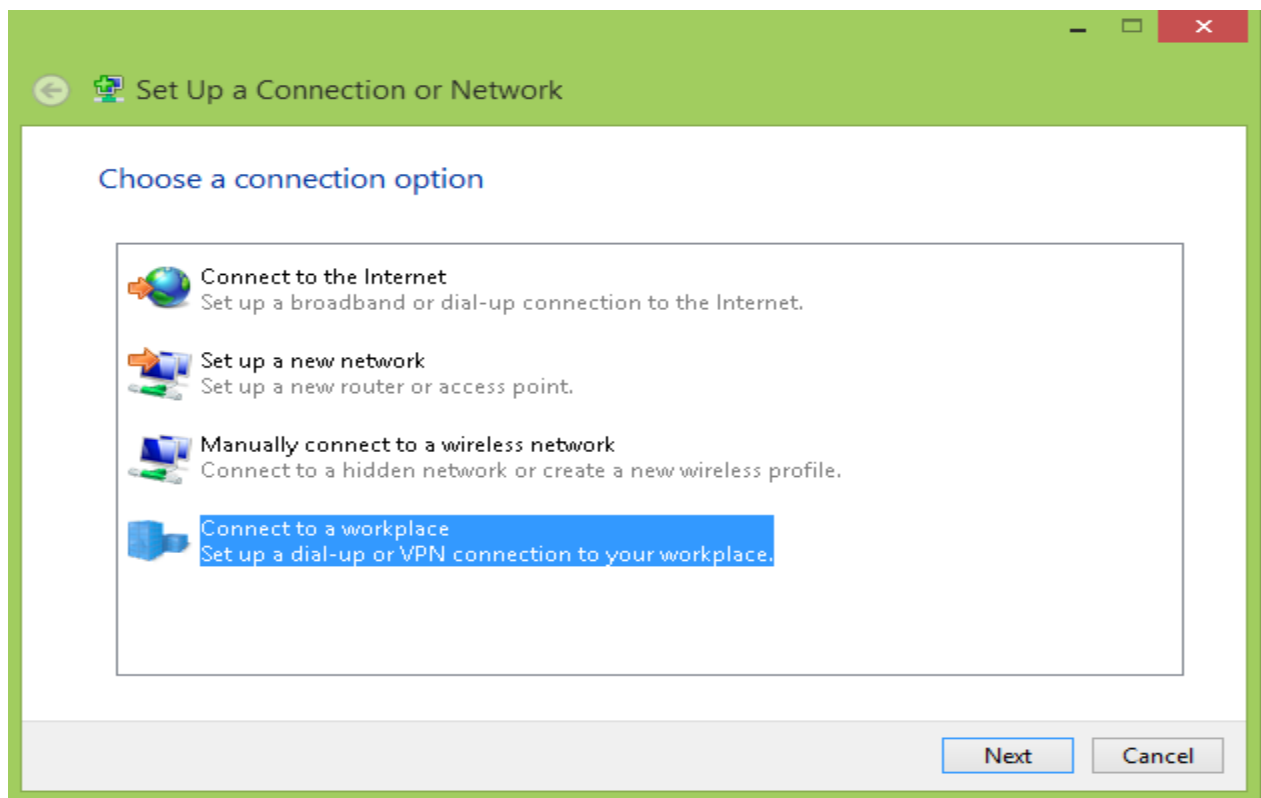 Set Up a Connection or Network
Choose a connection option
Connect to the Internet
Set up a broadband or dial-up connection to the Internet.
Set up a new network
Set up a new router or access point.
Manually connect to a wireless network
Connect to a hidden network or create a new wireless profile.
Connect to a workplace
Set up a dial-up or VPN connection to your workplace.
Next Cancel